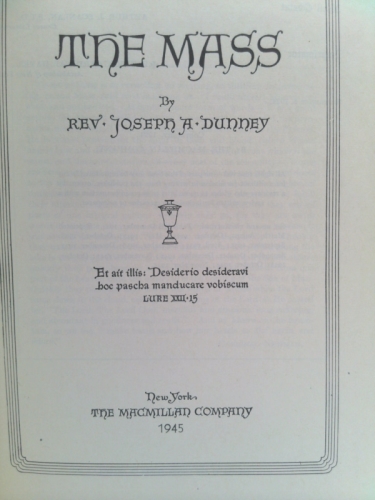 THE MASS
By
REV· JOSEPH A· DUNNEY
Et ait illis: Desiderio desideravi
hoc pascha manducare vobiscum
LUKE XXII·15
New York
THE MACMILLAN COMPANY
1945